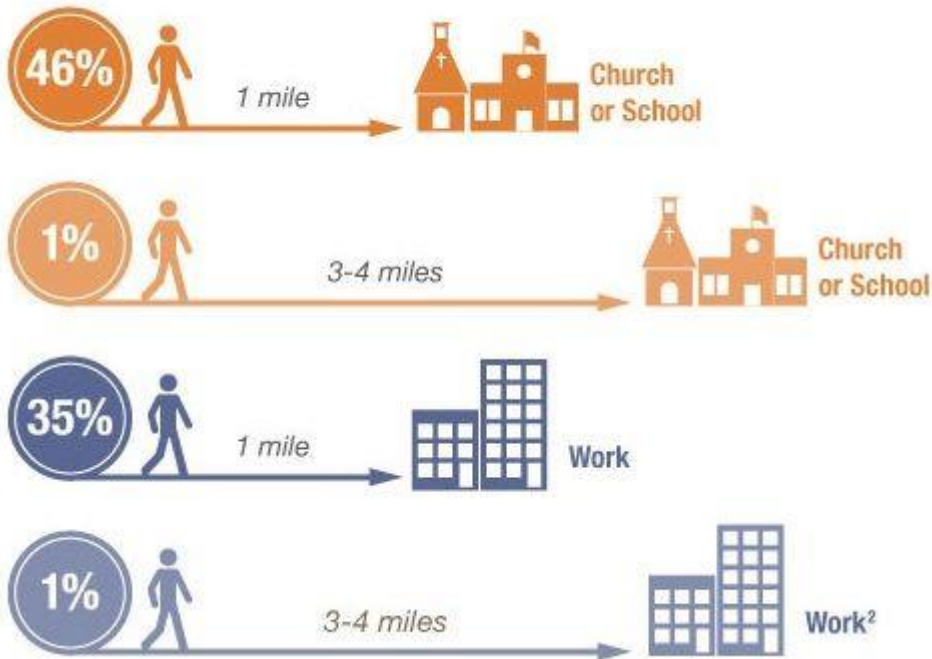 46%
1 mile
Church
or School
1%
3-4 miles
Church
or School
35%
1 mile
Work
1%
3-4 miles
Work²